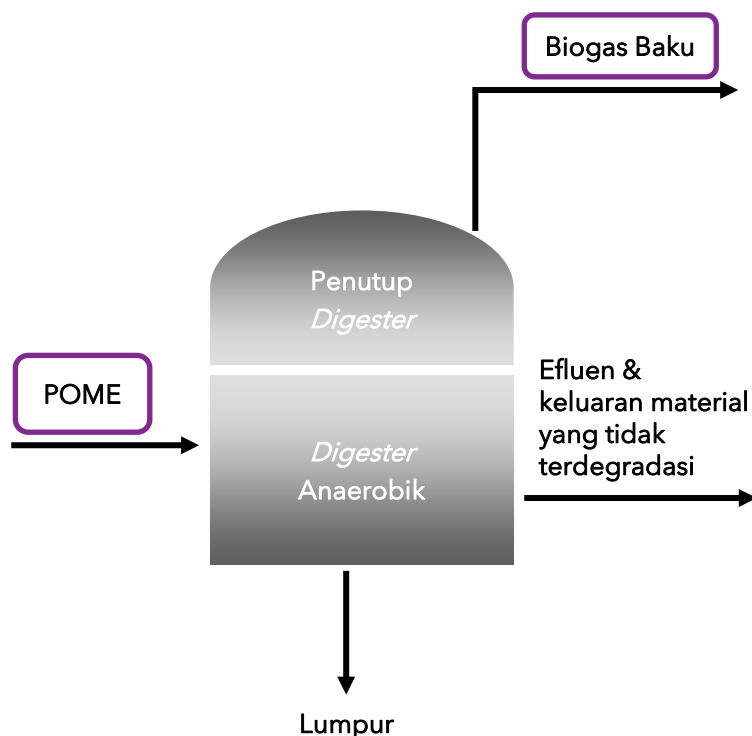 Biogas Baku
Penutup
Digester
POME
Efluen &
keluaran material
yang tidak
terdegradasi
Digester
Anaerobik
Lumpur